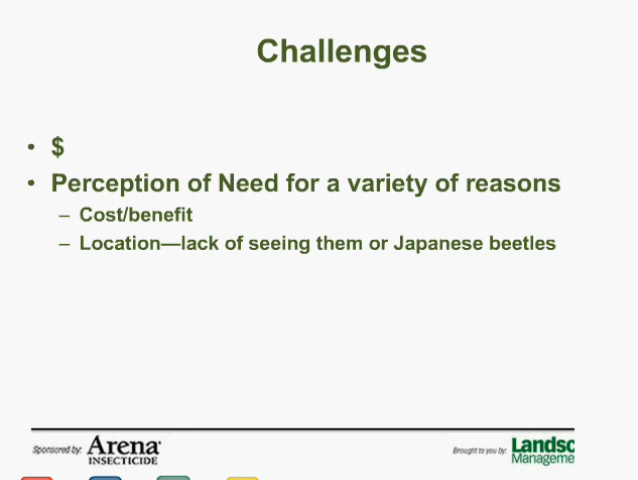 Challenges
• $
• Perception of Need for a variety of reasons
– Cost/benefit
– Location—lack of seeing them or Japanese beetles
Sponsored by: Arena INSECTICIDE
Brought to you by: Landsc
Manageme